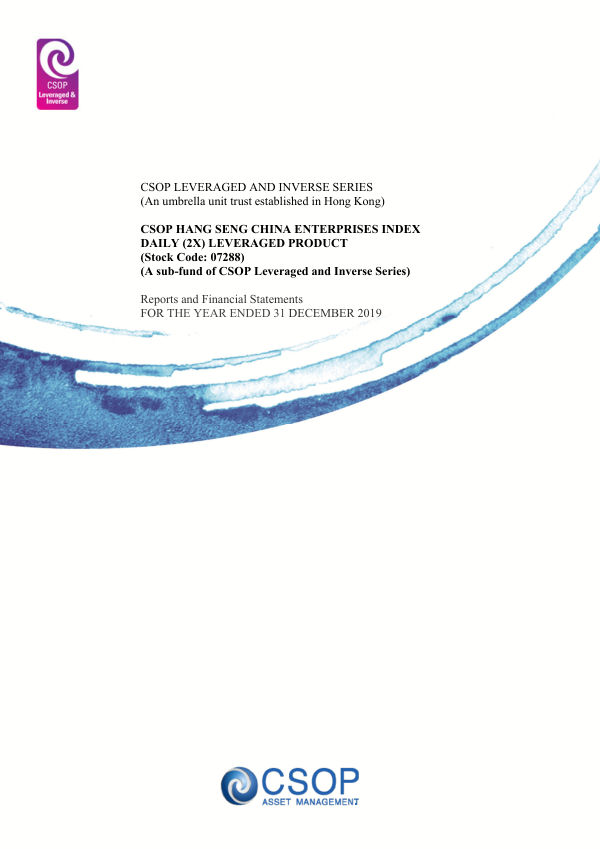 CSOP
Leveraged &
Inverse
CSOP LEVERAGED AND INVERSE SERIES
(An umbrella unit trust established in Hong Kong)
CSOP HANG SENG CHINA ENTERPRISES INDEX
DAILY (2X) LEVERAGED PRODUCT
(Stock Code: 07288)
(A sub-fund of CSOP Leveraged and Inverse Series)
Reports and Financial Statements
FOR THE YEAR ENDED 31 DECEMBER 2019
CSOP
ASSET MANAGEMENT